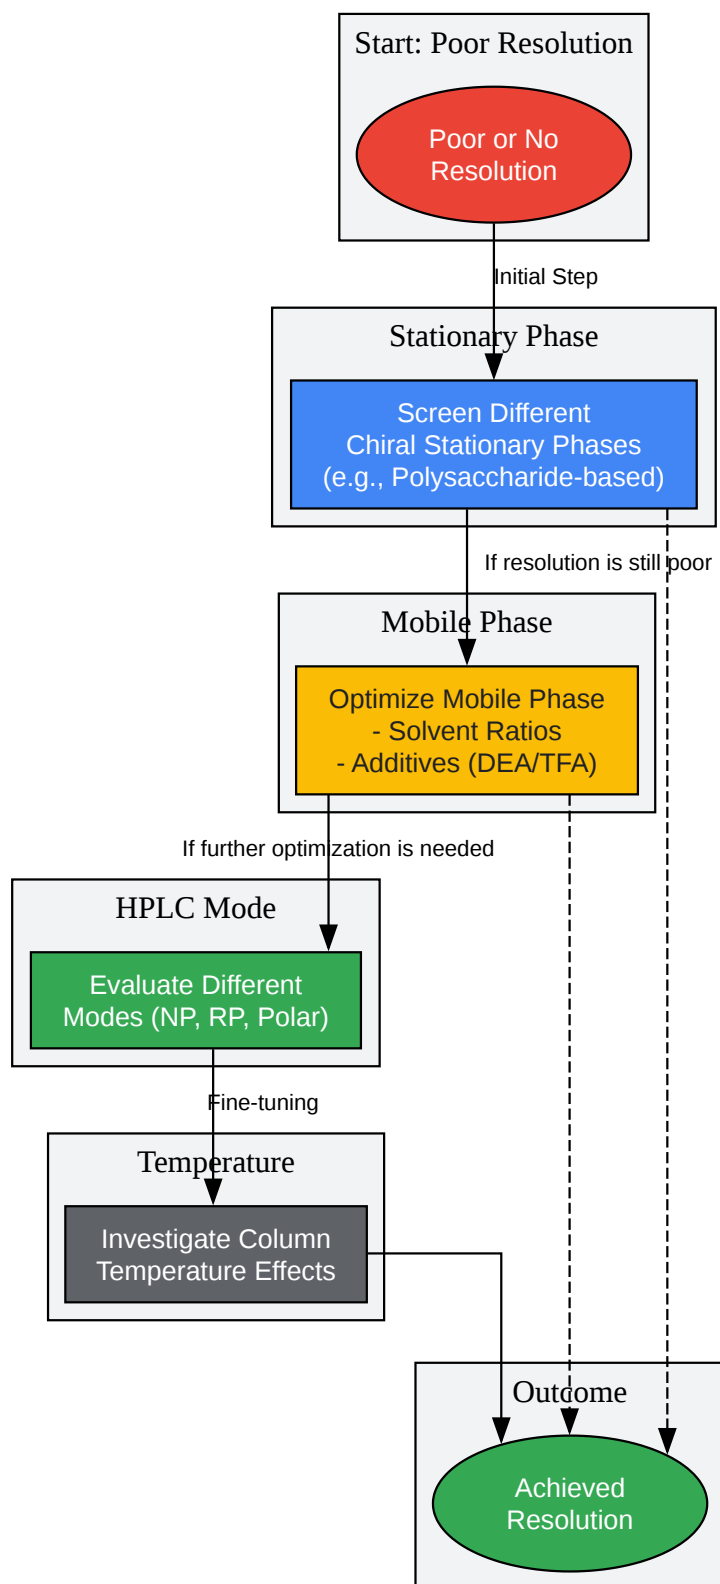 Start: Poor Resolution
Poor or No
Resolution
Initial Step
Stationary Phase
Screen Different
Chiral Stationary Phases
(e.g., Polysaccharide-based)
If resolution is still poor
Mobile Phase
Optimize Mobile Phase
- Solvent Ratios
- Additives (DEA/TFA)
If further optimization is needed
HPLC Mode
Evaluate Different
Modes (NP, RP, Polar)
Fine-tuning
Temperature
Investigate Column
Temperature Effects
Outcome
Achieved
Resolution